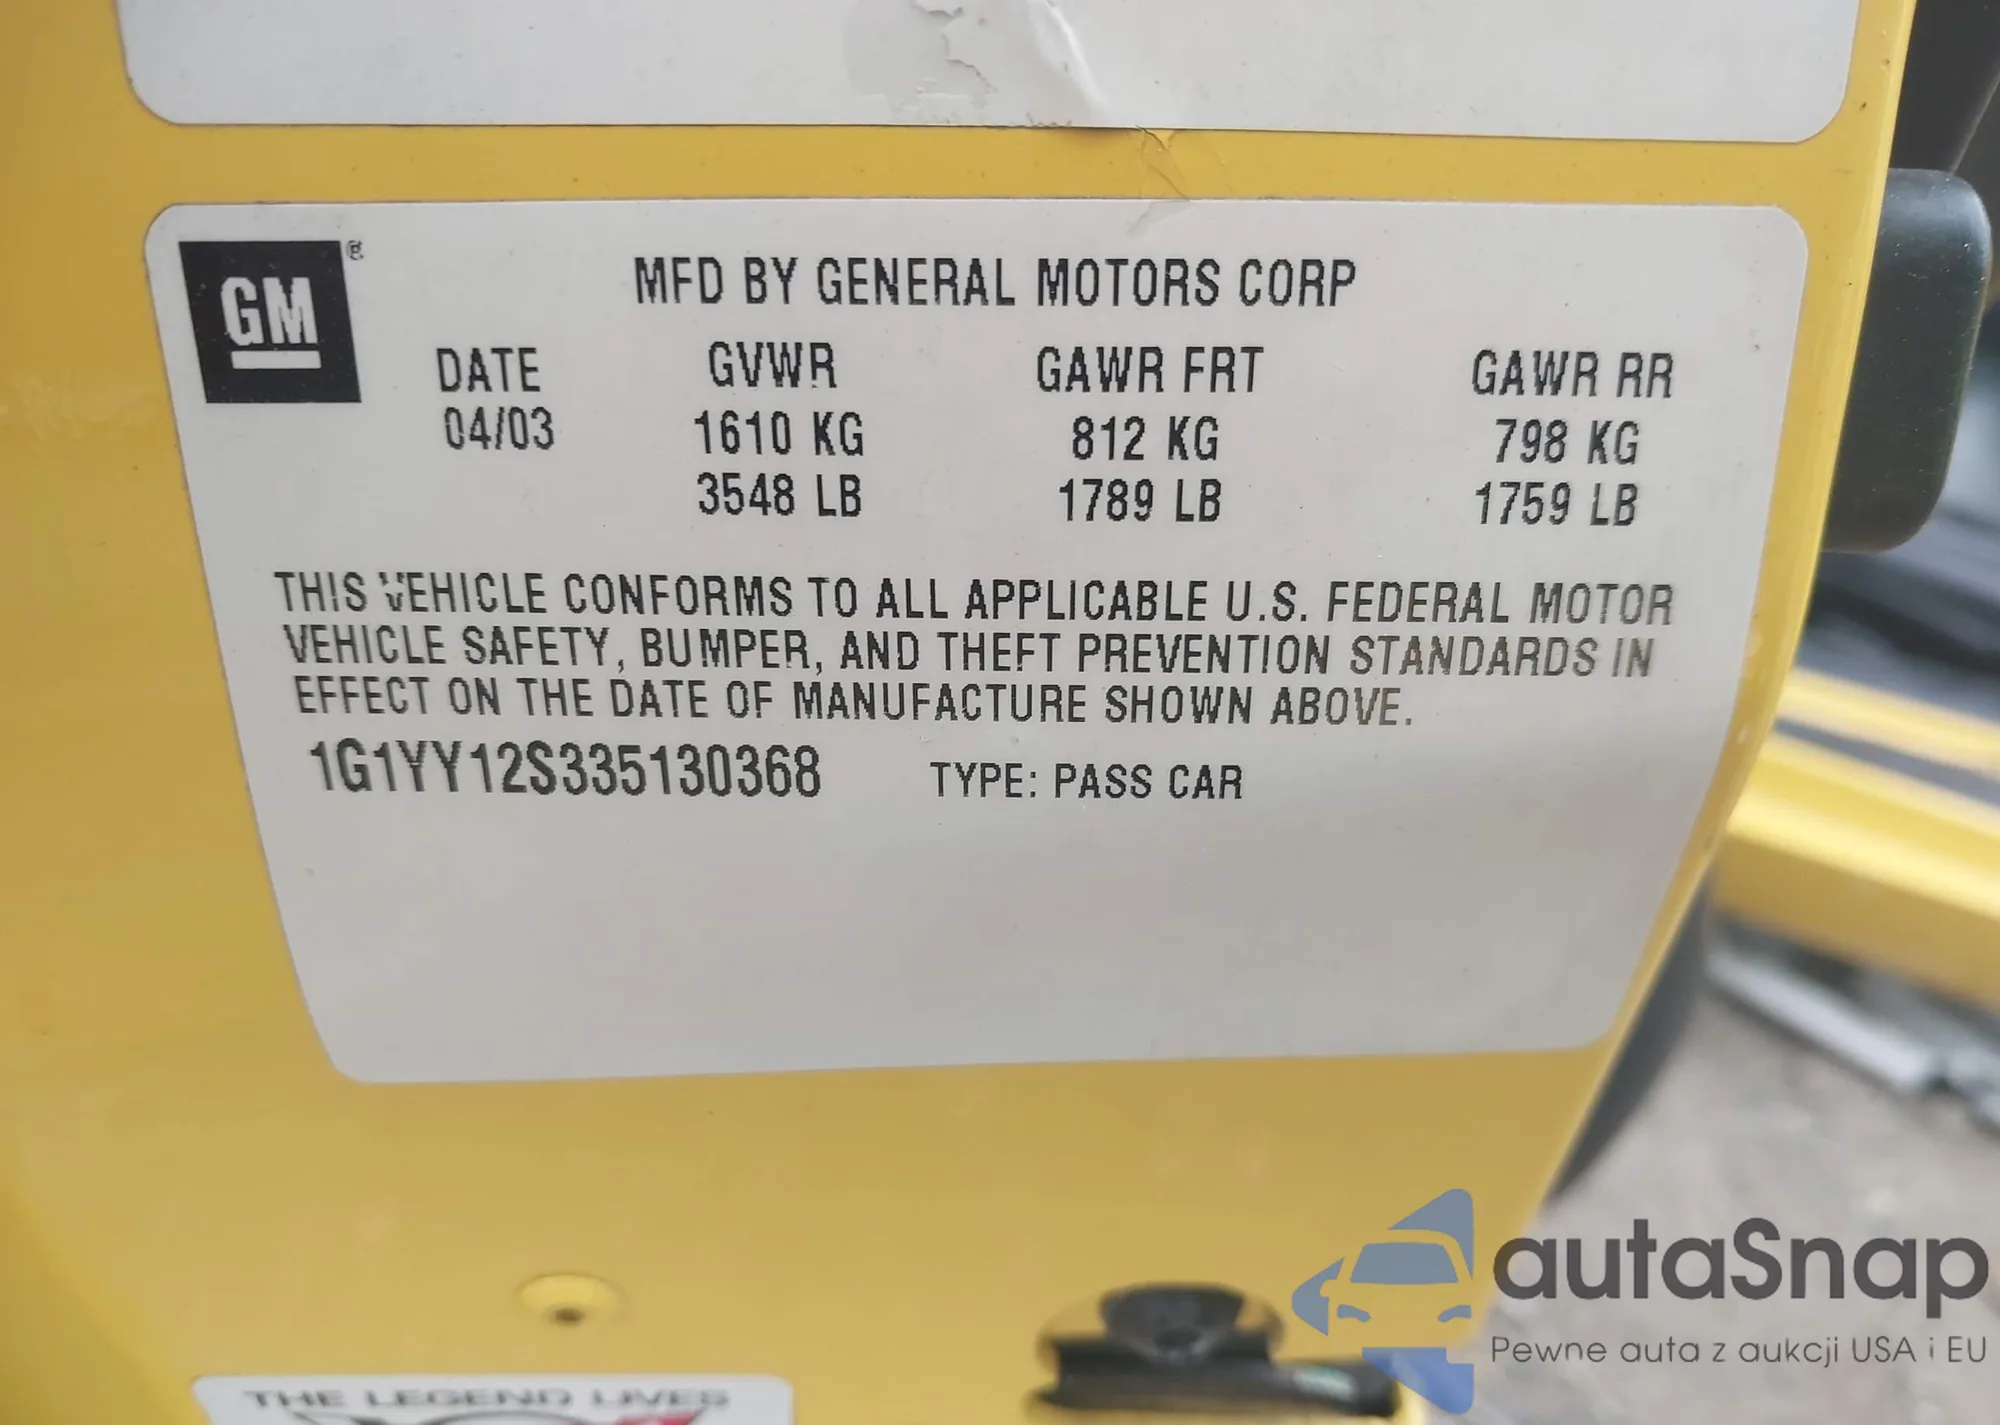 GM®
MFD BY GENERAL MOTORS CORP
DATE GVWR GAWR FRT GAWR RR
04/03 1610 KG 812 KG 798 KG
3548 LB 1789 LB 1759 LB
THIS VEHICLE CONFORMS TO ALL APPLICABLE U.S. FEDERAL MOTOR
VEHICLE SAFETY, BUMPER, AND THEFT PREVENTION STANDARDS IN
EFFECT ON THE DATE OF MANUFACTURE SHOWN ABOVE.
1G1YY12S335130368 TYPE: PASS CAR
THE LEGEND LIVES
autaSnap
Pewne auta z aukcji USA i EU